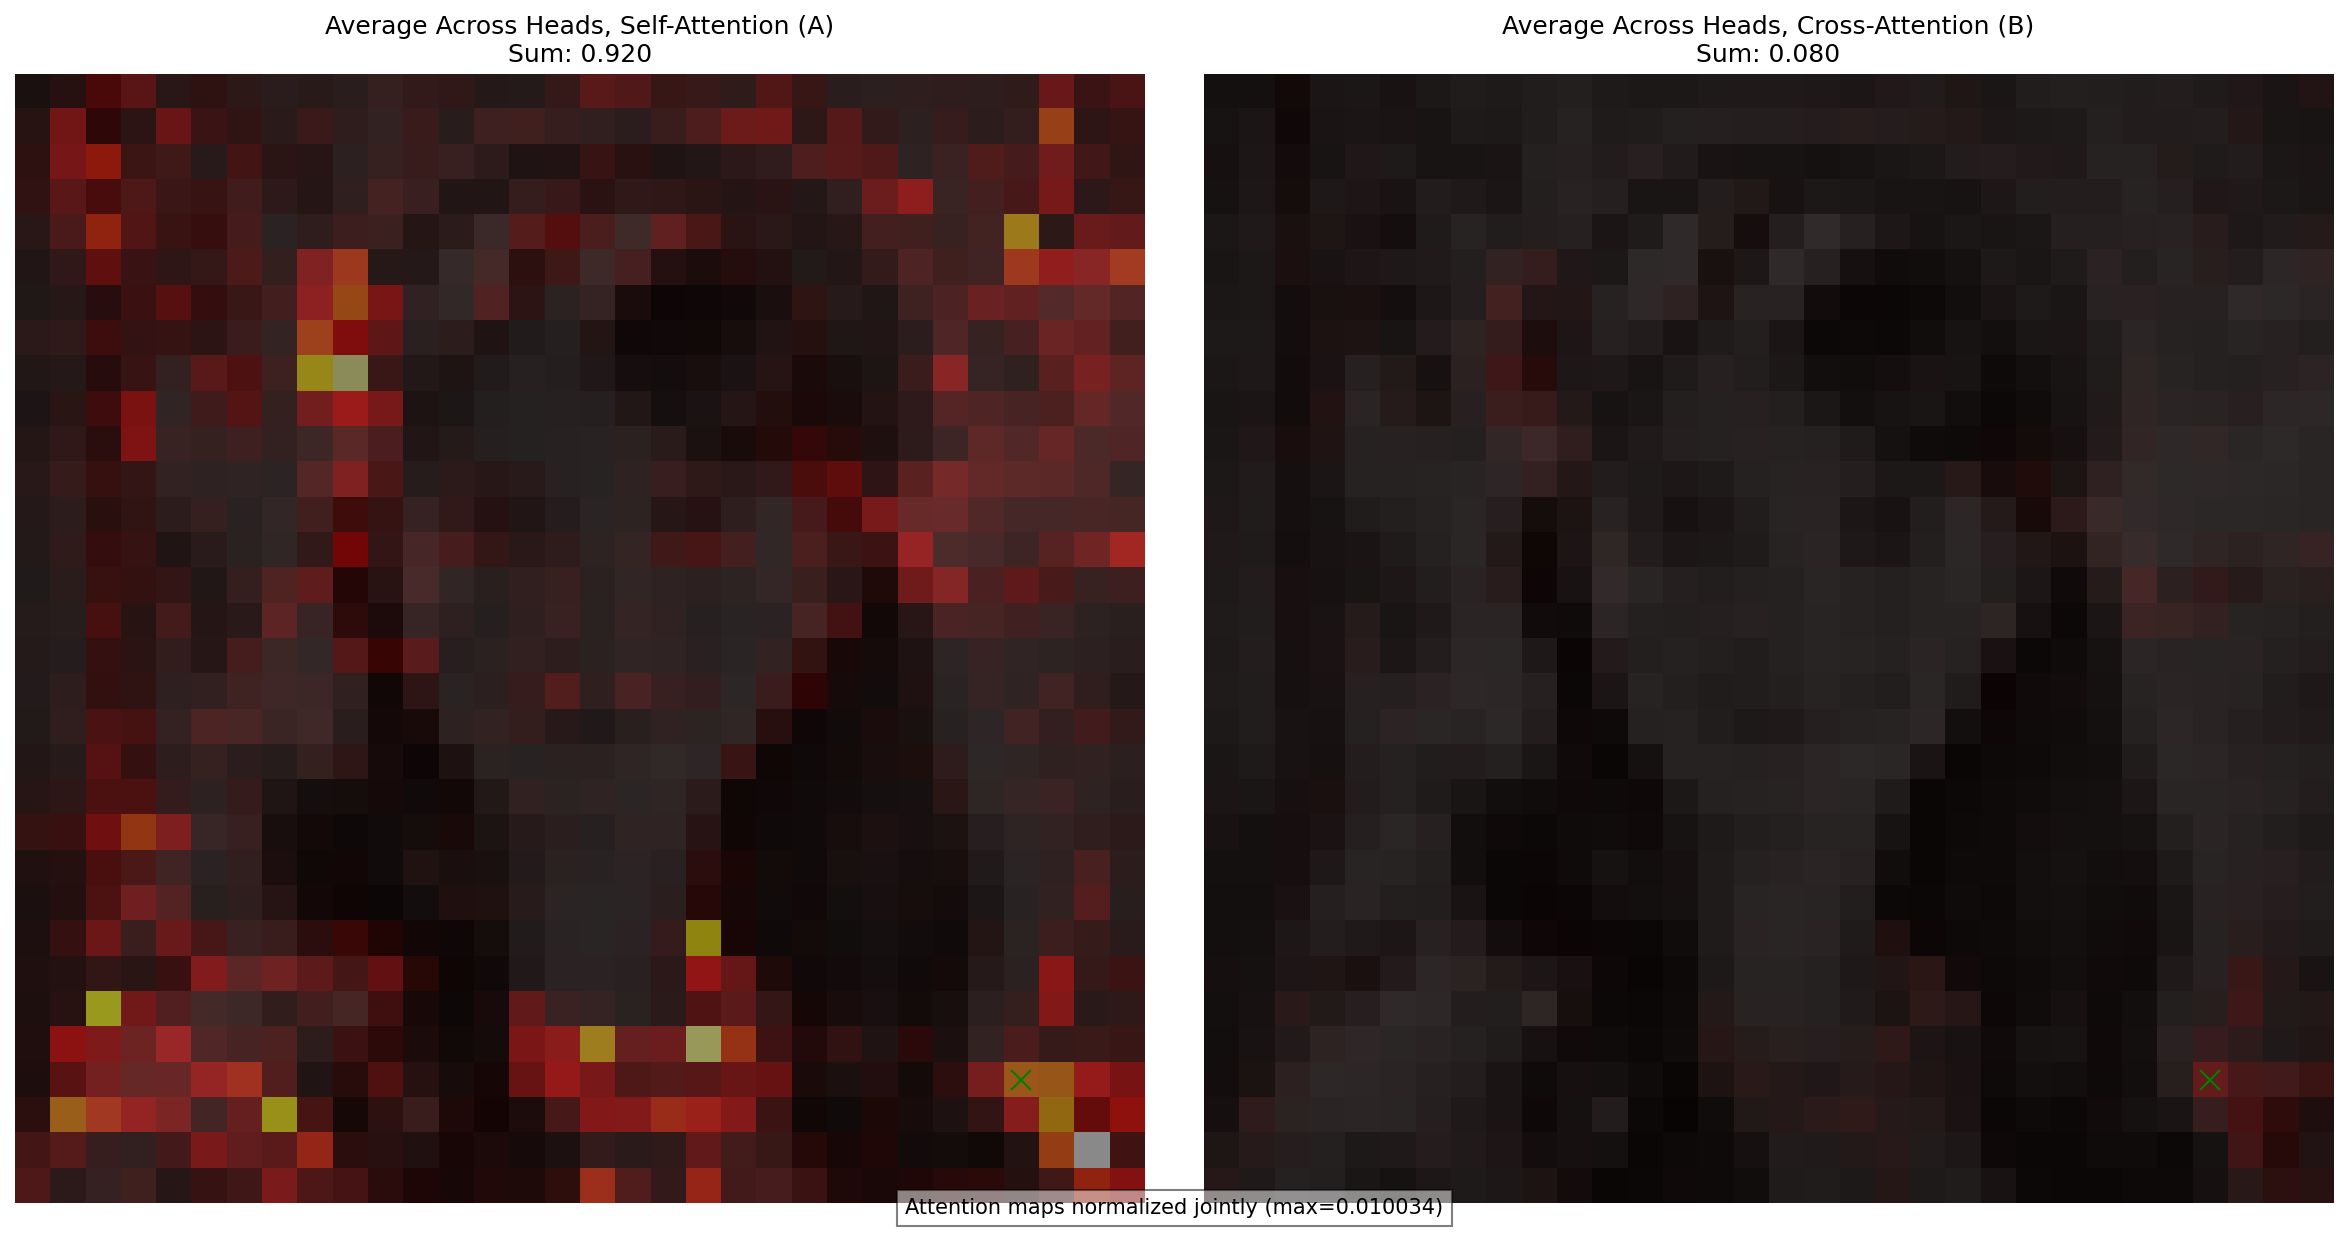 Average Across Heads, Self-Attention (A)
Sum: 0.920
Average Across Heads, Cross-Attention (B)
Sum: 0.080
Attention maps normalized jointly (max=0.010034)